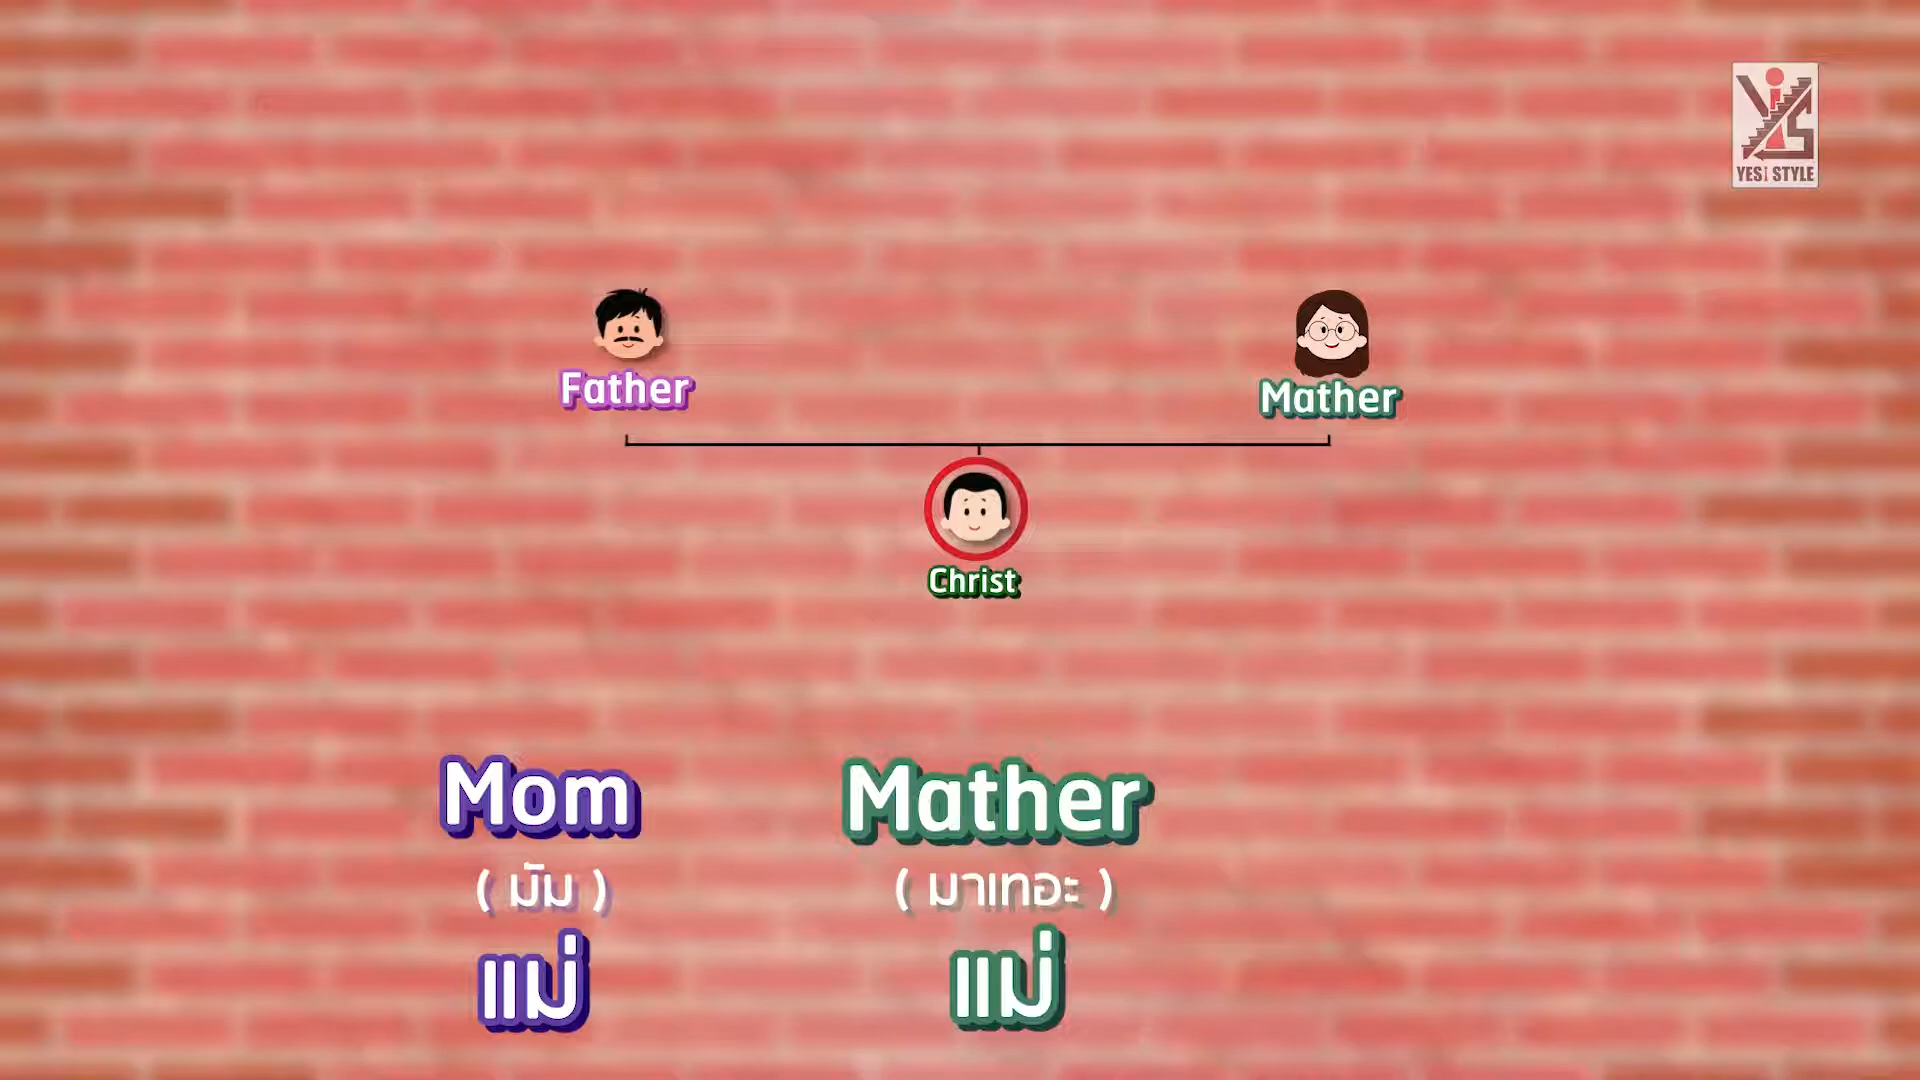 YES! STYLE
Father
Mather
Christ
Mom
Mather
( มัม )
( มาเทอะ )
แม่
แม่